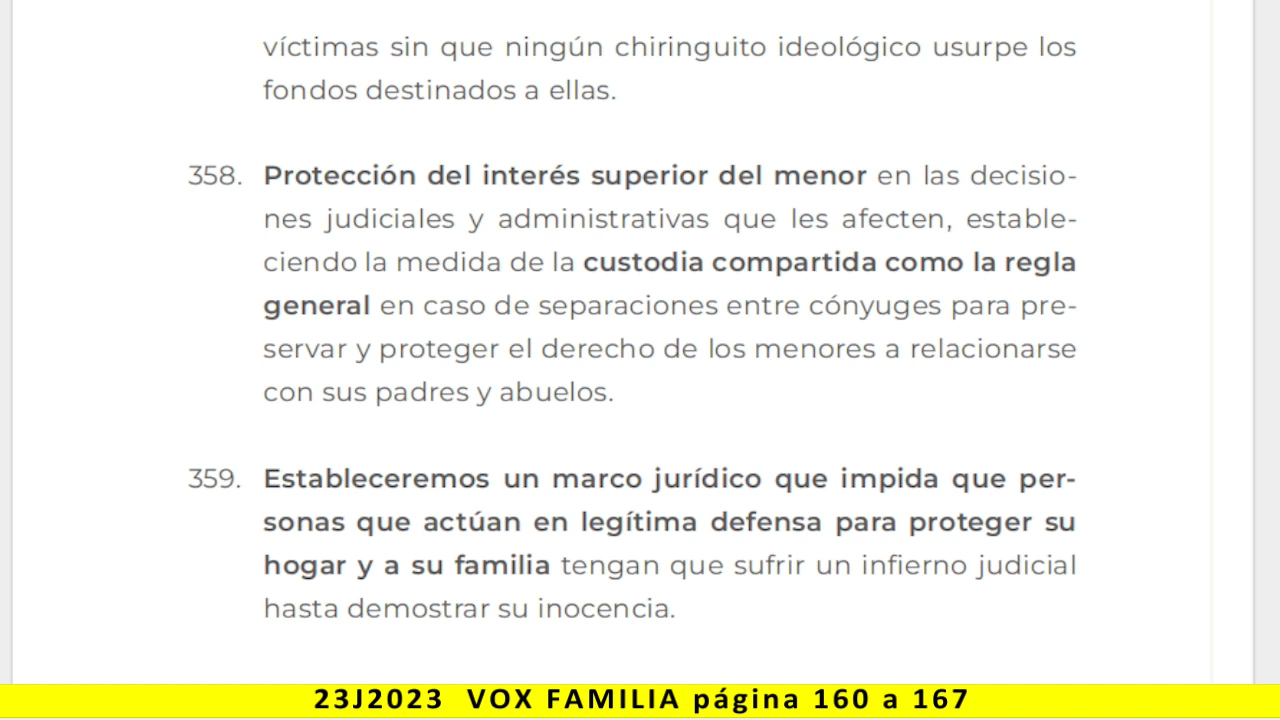 víctimas sin que ningún chiringuito ideológico usurpe los
fondos destinados a ellas.
358. Protección del interés superior del menor en las decisio-
nes judiciales y administrativas que les afecten, estable-
ciendo la medida de la custodia compartida como la regla
general en caso de separaciones entre cónyuges para pre-
servar y proteger el derecho de los menores a relacionarse
con sus padres y abuelos.
359. Estableceremos un marco jurídico que impida que per-
sonas que actúan en legítima defensa para proteger su
hogar y a su familia tengan que sufrir un infierno judicial
hasta demostrar su inocencia.
23J2023 VOX FAMILIA página 160 a 167